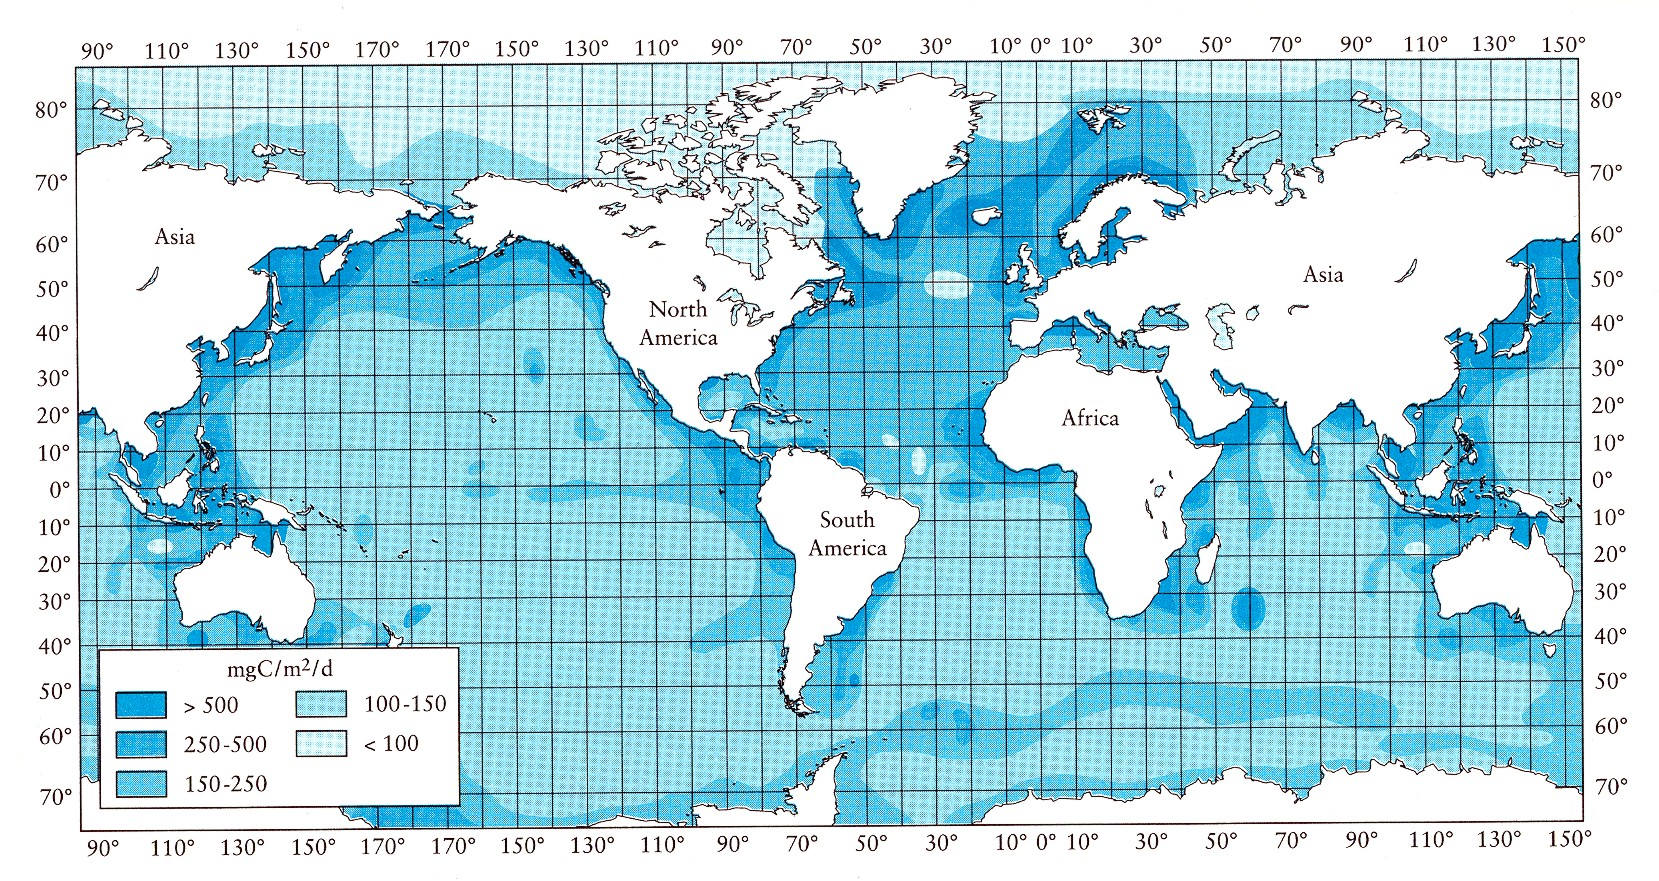 90° 110° 130° 150° 170° 170° 150° 130° 110° 90° 70° 50° 30° 10° 0° 10° 30° 50° 70° 90° 110° 130° 150°
80° 80°
70° 70°
60° Asia 60°
50° Asia 50°
North
America
40° 40°
30° 30°
20° Africa 20°
10° 10°
0° 0°
10° South 10°
America
20° 20°
30° 30°
40° 40°
mgC/m²/d
50° > 500 100-150 50°
60° 250-500 < 100 60°
150-250
70° 70°
90° 110° 130° 150° 170° 170° 150° 130° 110° 90° 70° 50° 30° 10° 0° 10° 30° 50° 70° 90° 110° 130° 150°